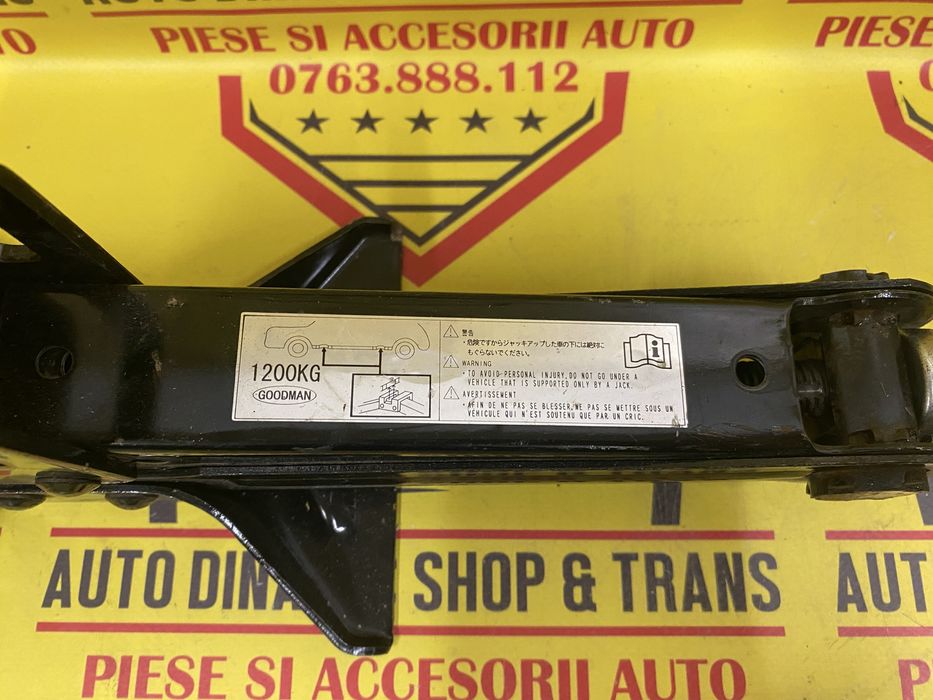 PIESE SI ACCESORII AUTO
0763.888.112
PIESE
1200KG
GOODMAN
警告
・危険ですからジャッキアップした車の下には絶対に
もぐらないでください。
WARNING
・TO AVOID PERSONAL INJURY, DO NOT GO UNDER A
VEHICLE THAT IS SUPPORTED ONLY BY A JACK.
AVERTISSEMENT
・AFIN DE NE PAS SE BLESSER, NE PAS SE METTRE SOUS UN
VEHICULE QUI N'EST SOUTENU QUE PAR UN CRIC.
AUTO DINA SHOP & TRANS
AUT
PIESE SI ACCESORII AUTO